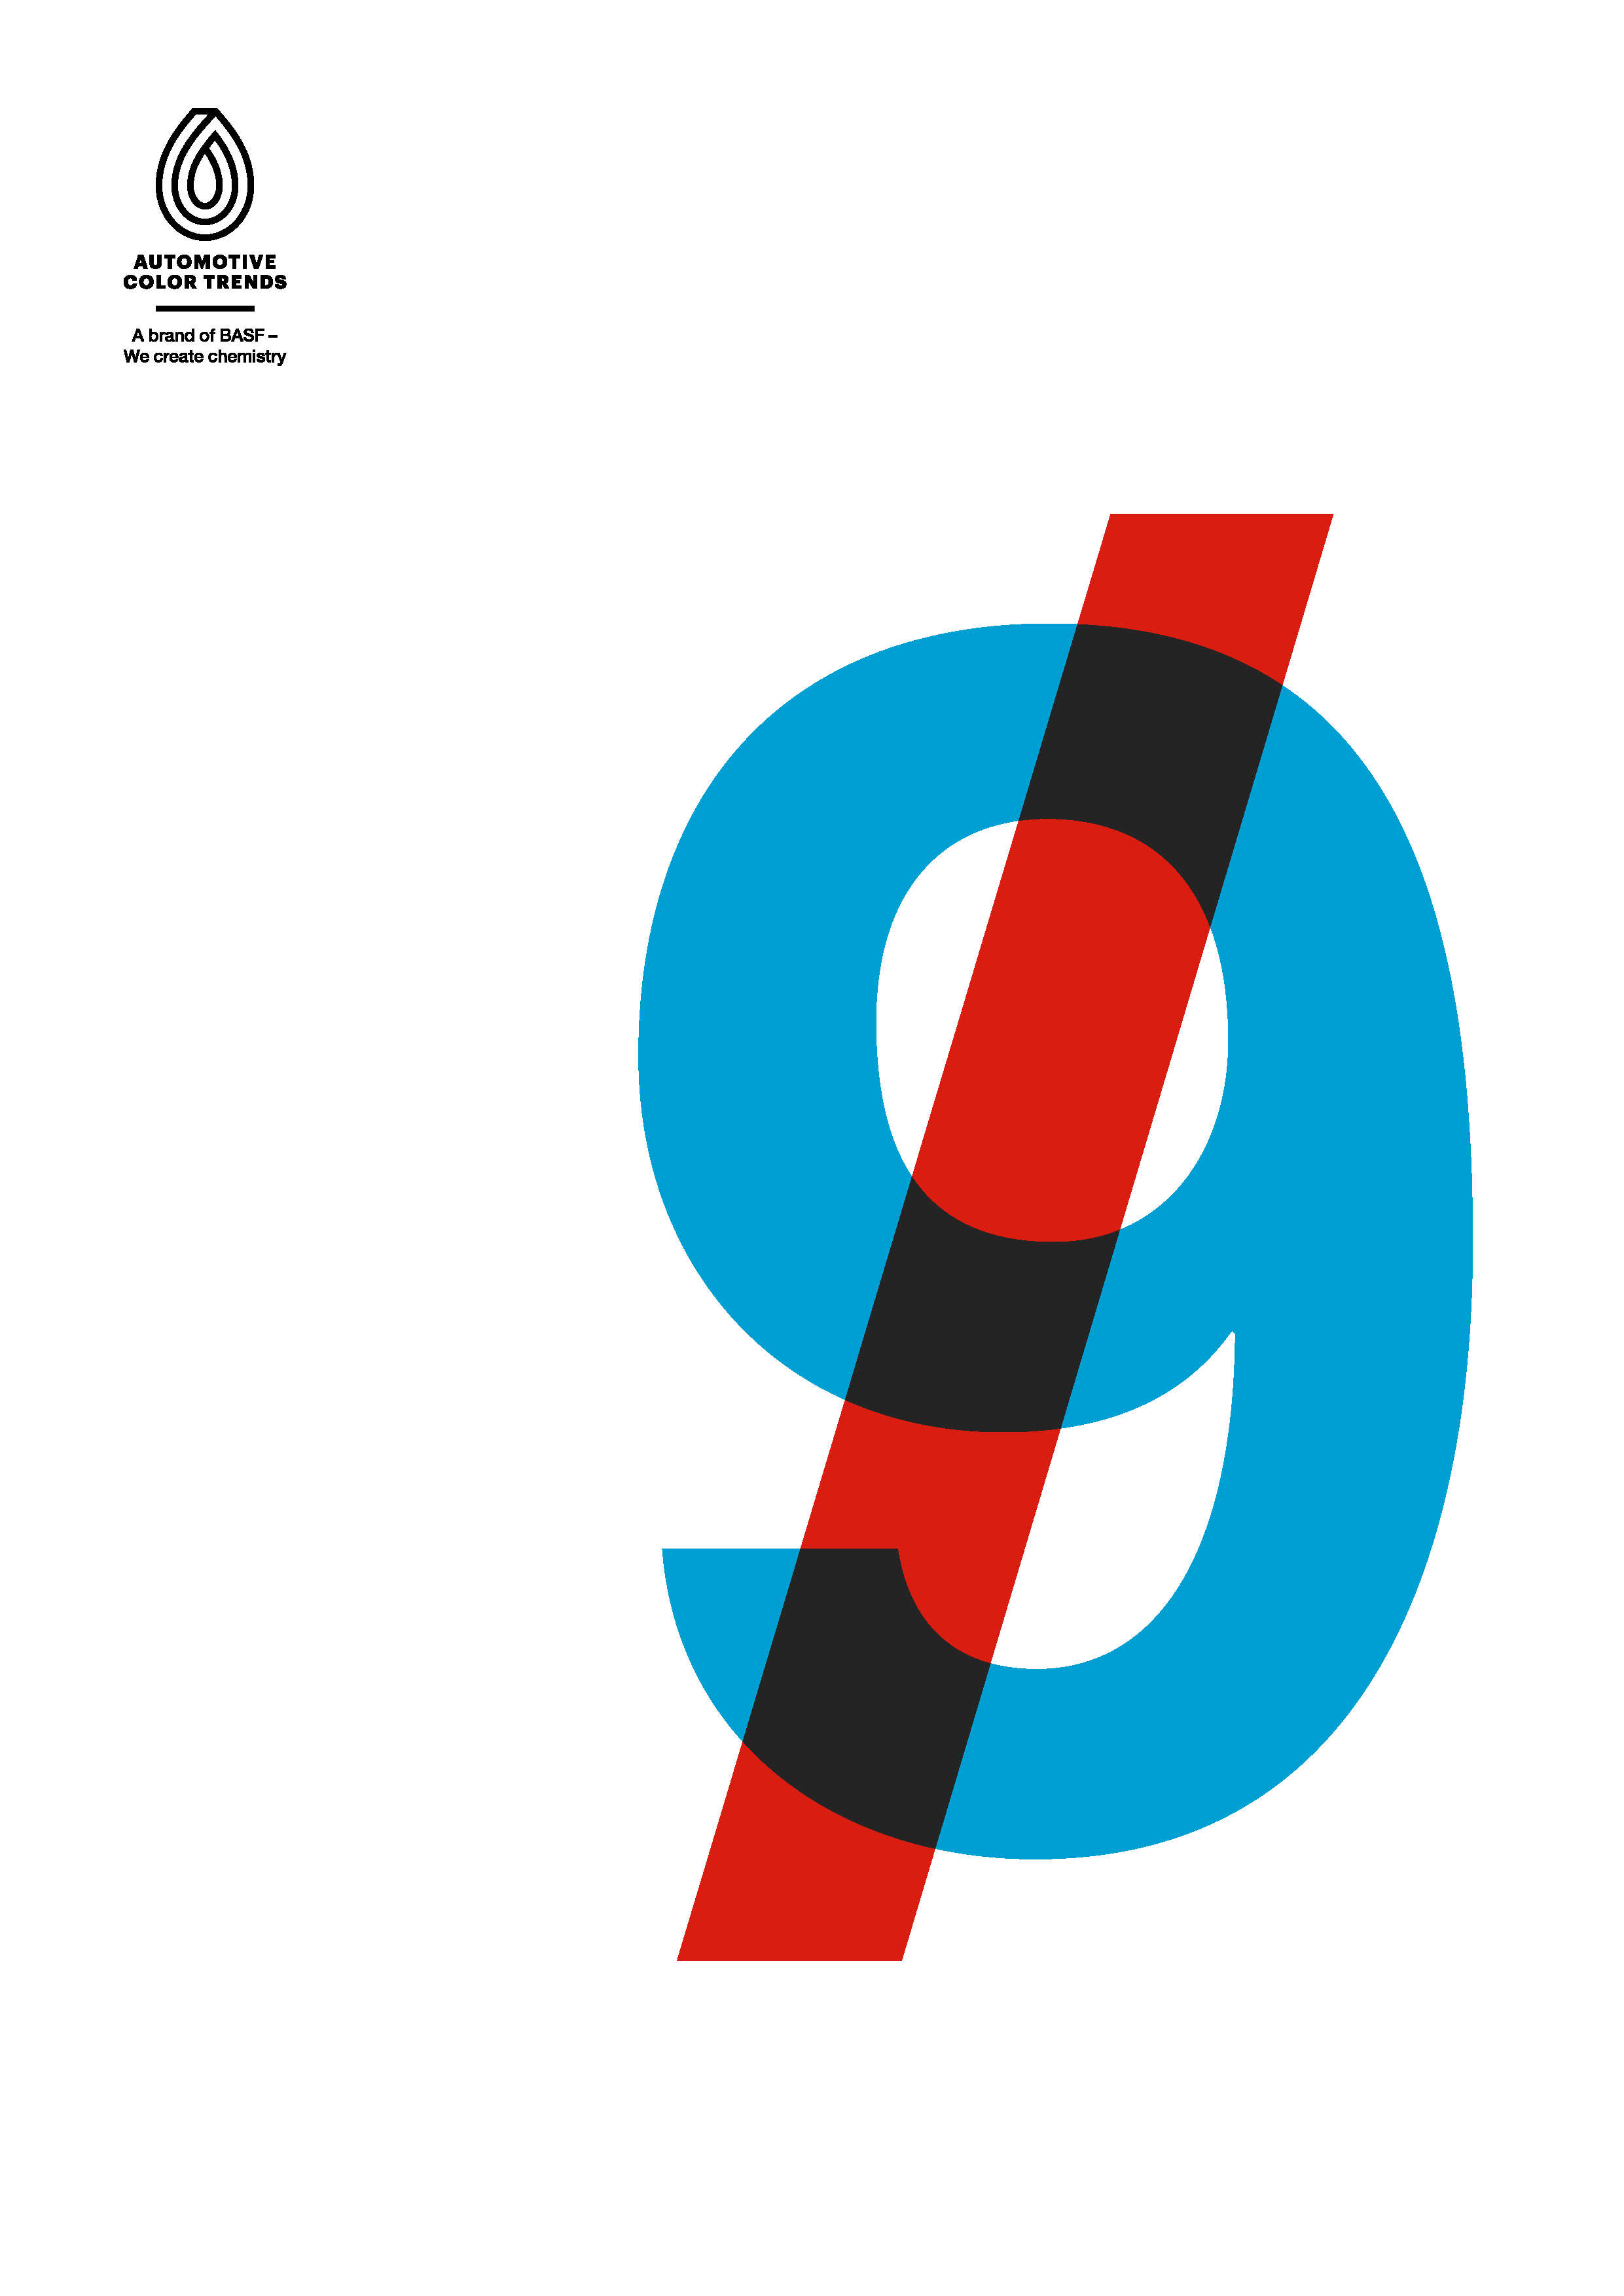 AUTOMOTIVE
COLOR TRENDS
A brand of BASF –
We create chemistry
9